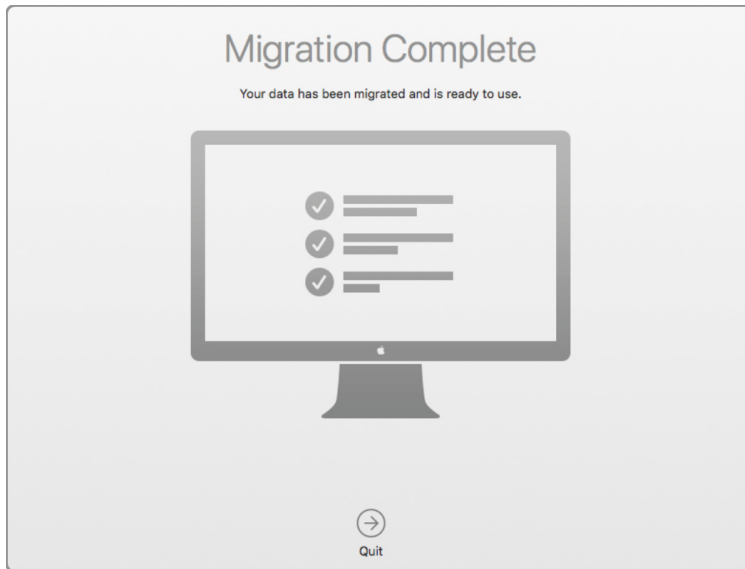 Migration Complete
Your data has been migrated and is ready to use.
Quit